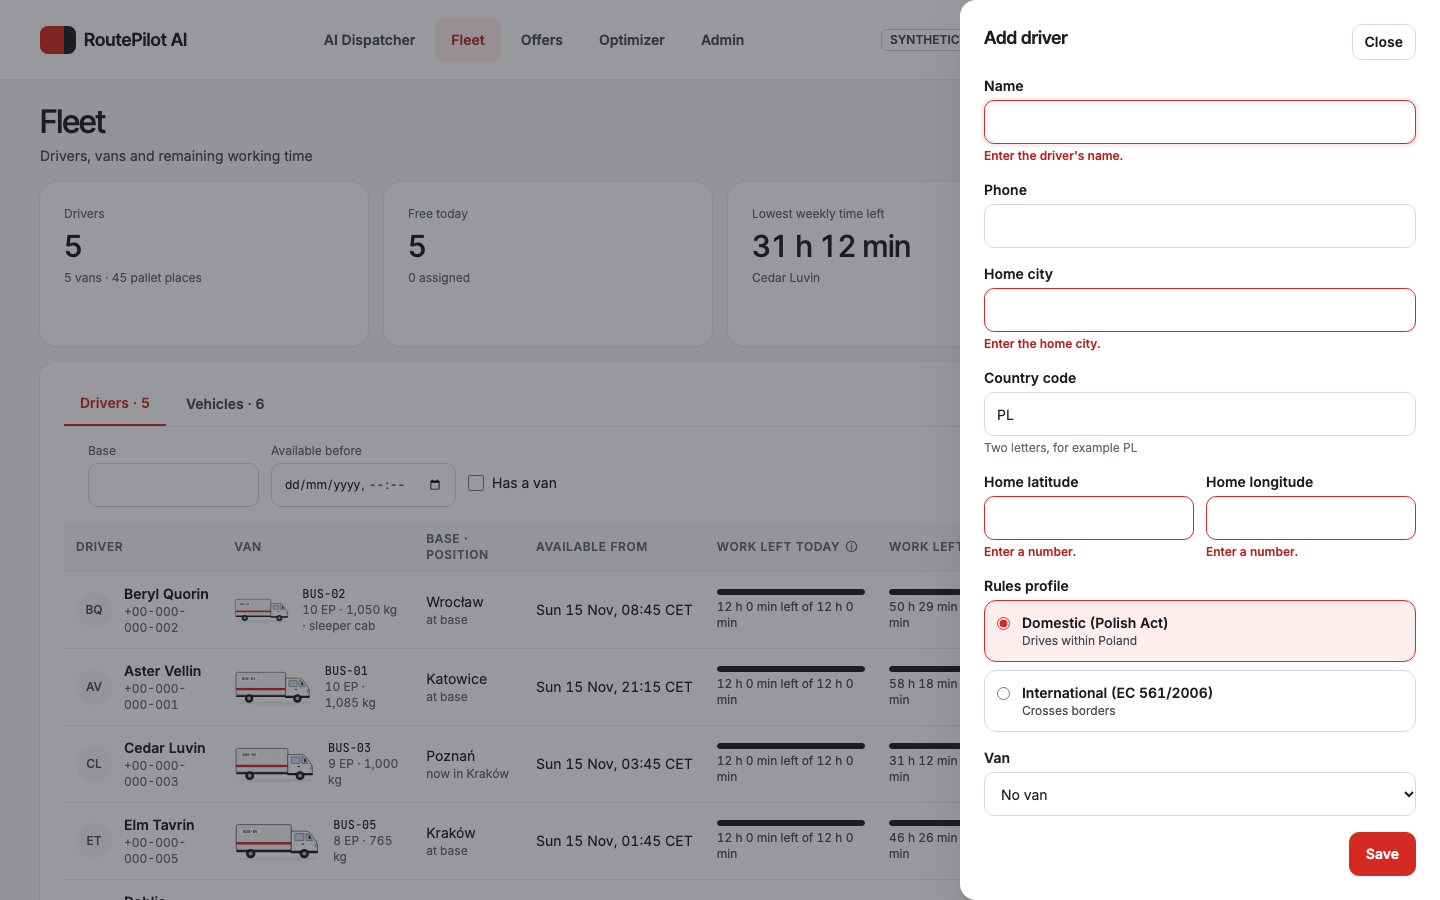 RoutePilot AI
AI Dispatcher
Fleet
Offers
Optimizer
Admin
SYNTHETIC
Fleet
Drivers, vans and remaining working time
Drivers
5
5 vans · 45 pallet places
Free today
5
0 assigned
Lowest weekly time left
31 h 12 min
Cedar Luvin
Drivers · 5
Vehicles · 6
Base
Available before
dd/mm/yyyy, --:--
Has a van
DRIVER
VAN
BASE ·
POSITION
AVAILABLE FROM
WORK LEFT TODAY ⓘ
WORK LEFT
BQ
Beryl Quorin
+00-000-
000-002
BUS-02
10 EP · 1,050 kg
· sleeper cab
Wrocław
at base
Sun 15 Nov, 08:45 CET
12 h 0 min left of 12 h 0
min
50 h 29 min
min
AV
Aster Vellin
+00-000-
000-001
BUS-01
BUS-01
10 EP ·
1,085 kg
Katowice
at base
Sun 15 Nov, 21:15 CET
12 h 0 min left of 12 h 0
min
58 h 18 min
min
CL
Cedar Luvin
+00-000-
000-003
BUS-03
9 EP · 1,000
kg
Poznań
now in Kraków
Sun 15 Nov, 03:45 CET
12 h 0 min left of 12 h 0
min
31 h 12 min
min
ET
Elm Tavrin
+00-000-
000-005
BUS-05
BUS-05
8 EP · 765
kg
Kraków
at base
Sun 15 Nov, 01:45 CET
12 h 0 min left of 12 h 0
min
46 h 26 min
min
Add driver
Close
Name
Enter the driver's name.
Phone
Home city
Enter the home city.
Country code
PL
Two letters, for example PL
Home latitude
Home longitude
Enter a number.
Enter a number.
Rules profile
Domestic (Polish Act)
Drives within Poland
International (EC 561/2006)
Crosses borders
Van
No van
Save